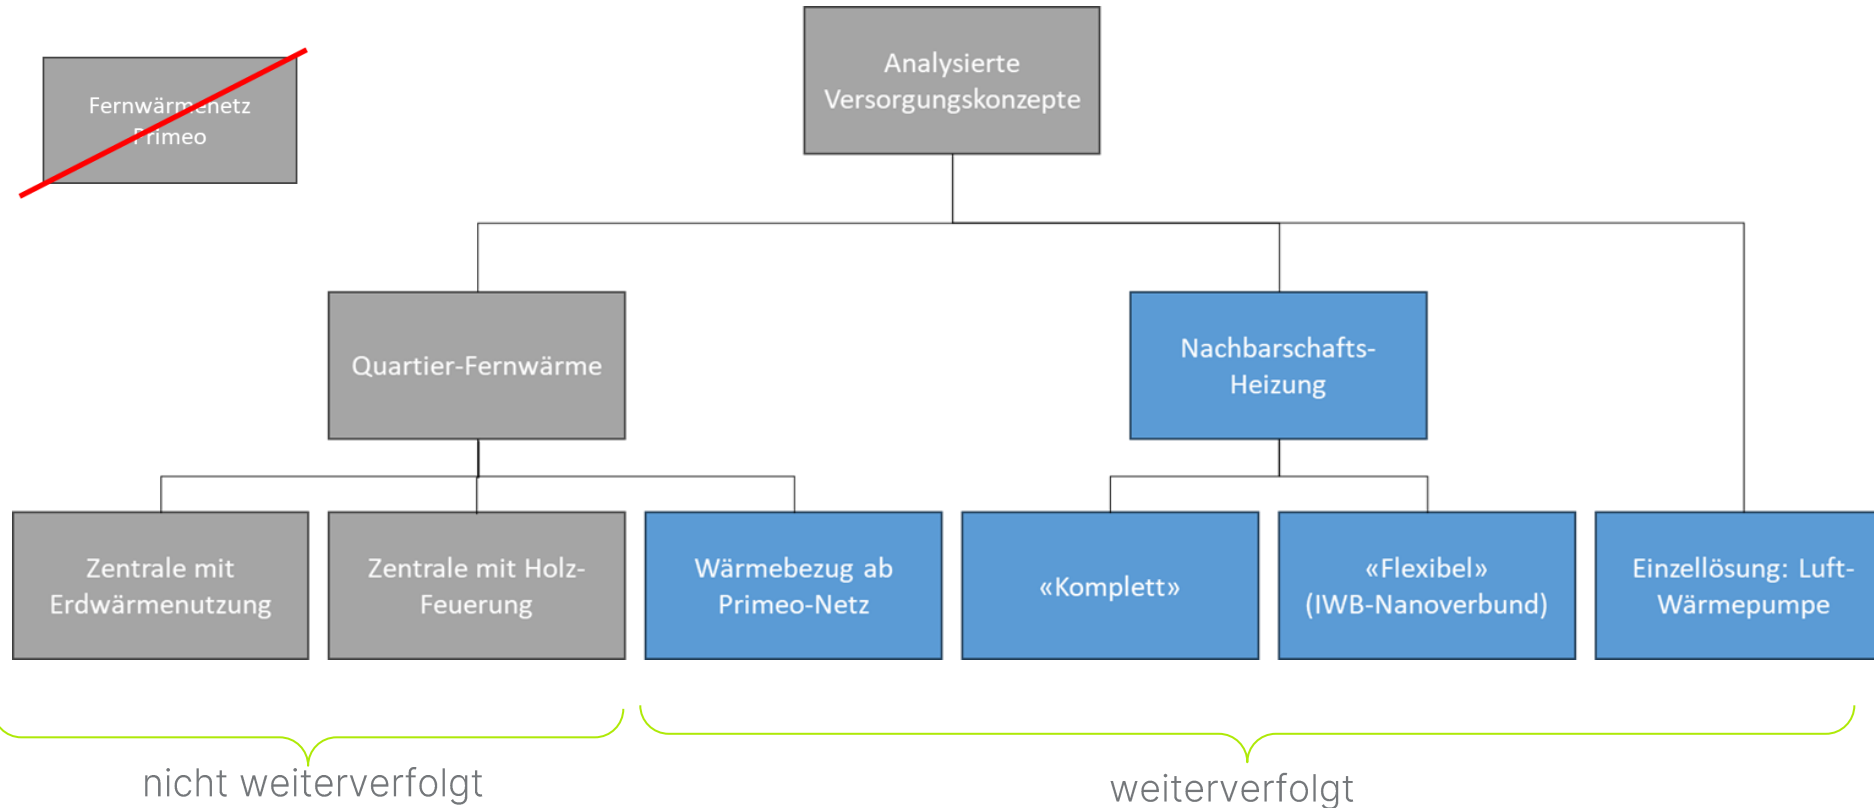 Fernwärmenetz
Primeo
Analysierte
Versorgungskonzepte
Quartier-Fernwärme
Nachbarschafts-
Heizung
Zentrale mit
Erdwärmenutzung
Zentrale mit Holz-
Feuerung
Wärmebezug ab
Primeo-Netz
«Komplett»
«Flexibel»
(IWB-Nanoverbund)
Einzellösung: Luft-
Wärmepumpe
nicht weiterverfolgt
weiterverfolgt